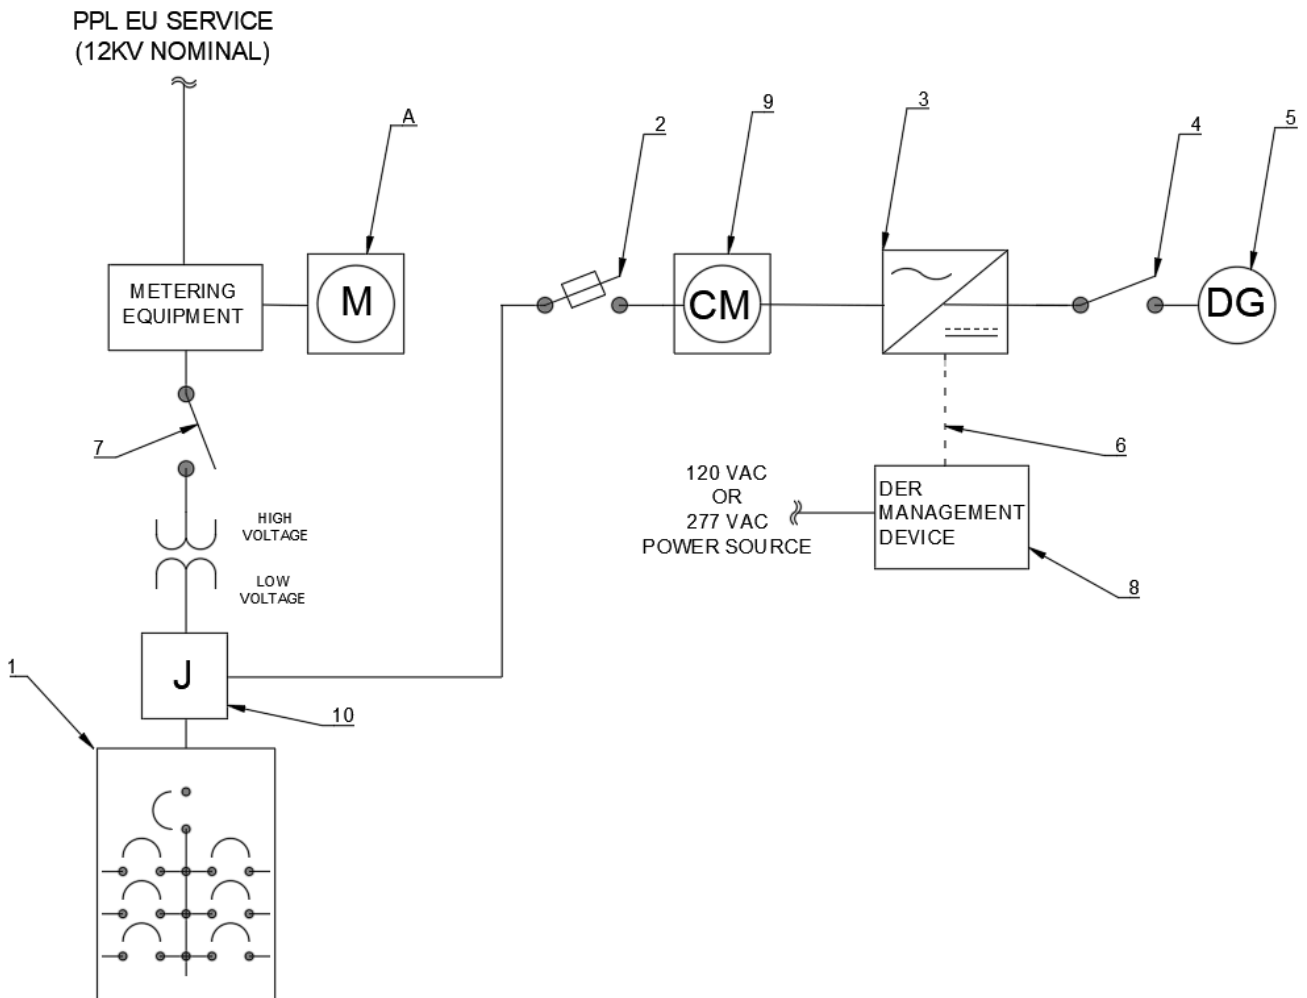 PPL EU SERVICE
(12KV NOMINAL)
A
2
9
3
4
5
METERING
EQUIPMENT
M
CM
DG
7
6
120 VAC
OR
277 VAC
POWER SOURCE
DER
MANAGEMENT
DEVICE
HIGH
VOLTAGE
LOW
VOLTAGE
8
1
J
10